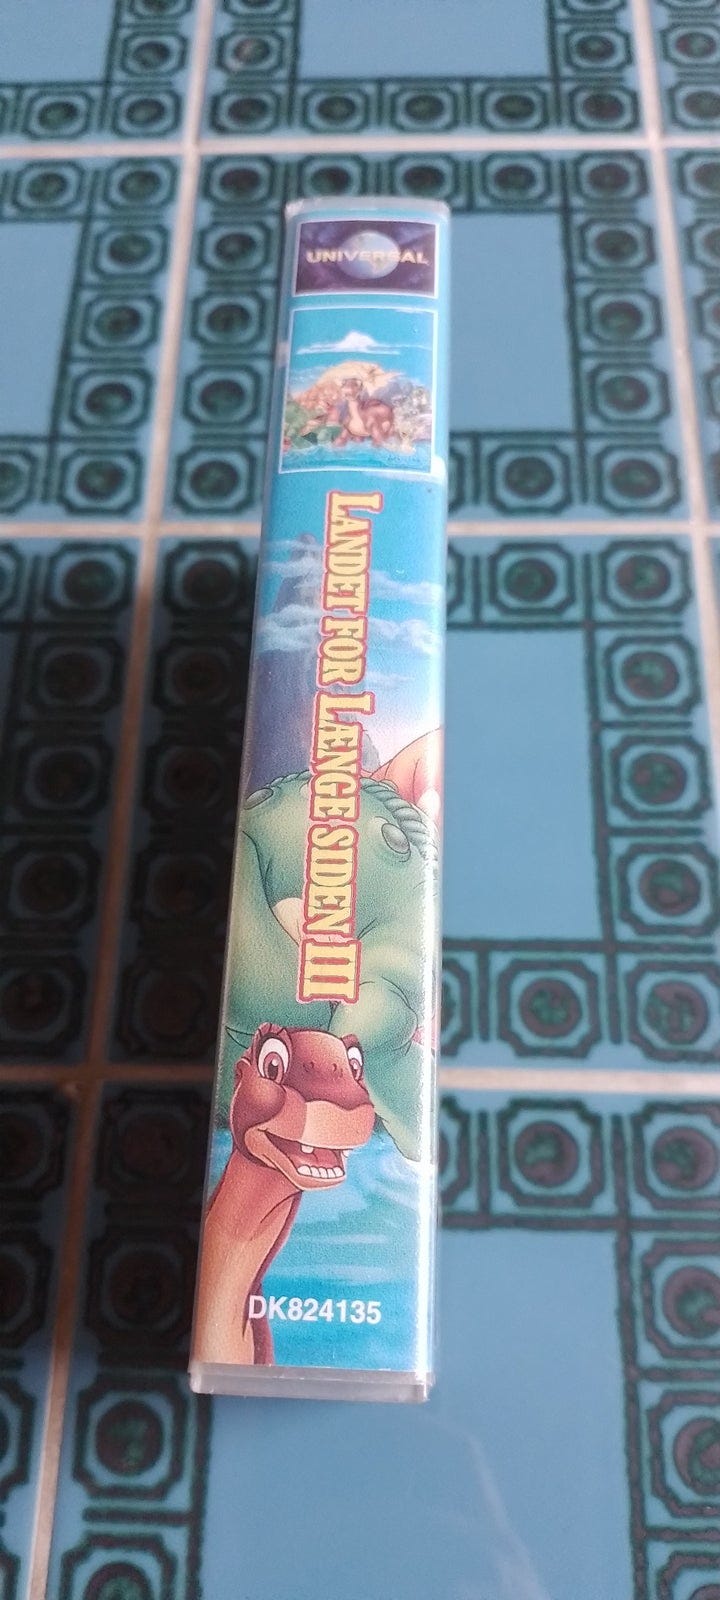 UNIVERSAL
LANDET FOR LÆNGE SIDEN III
DK824135